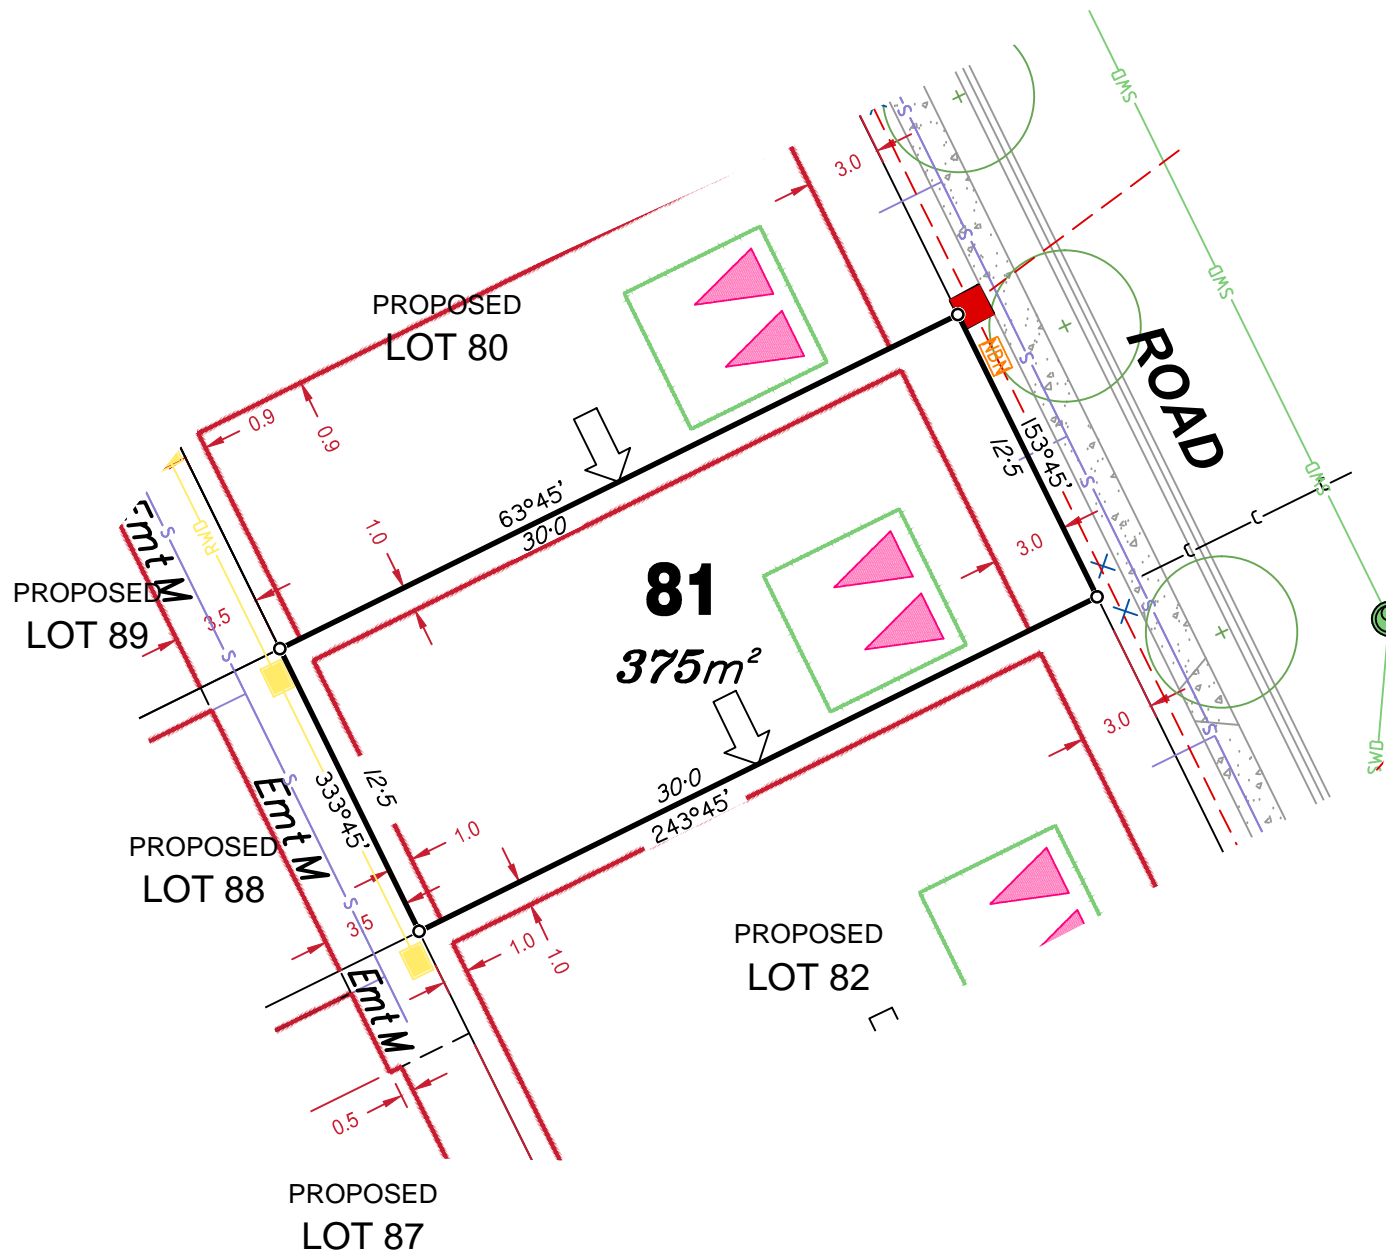 SWD
S
3.0
S
SWD
PROPOSED
LOT 80
ROAD
NBN
S
0.9
0.9
153°45'
12·5
63°45'
30·0
1.0
SWD
S
S
RWD
Emt M
3.0
81
375m²
PROPOSED
LOT 89
3.5
S
S
SWD
3.0
S
S
Emt M
333°45'
12·5
30·0
243°45'
1.0
PROPOSED
LOT 88
S
3.5
1.0
1.0
PROPOSED
LOT 82
Emt M
0.5
PROPOSED
LOT 87